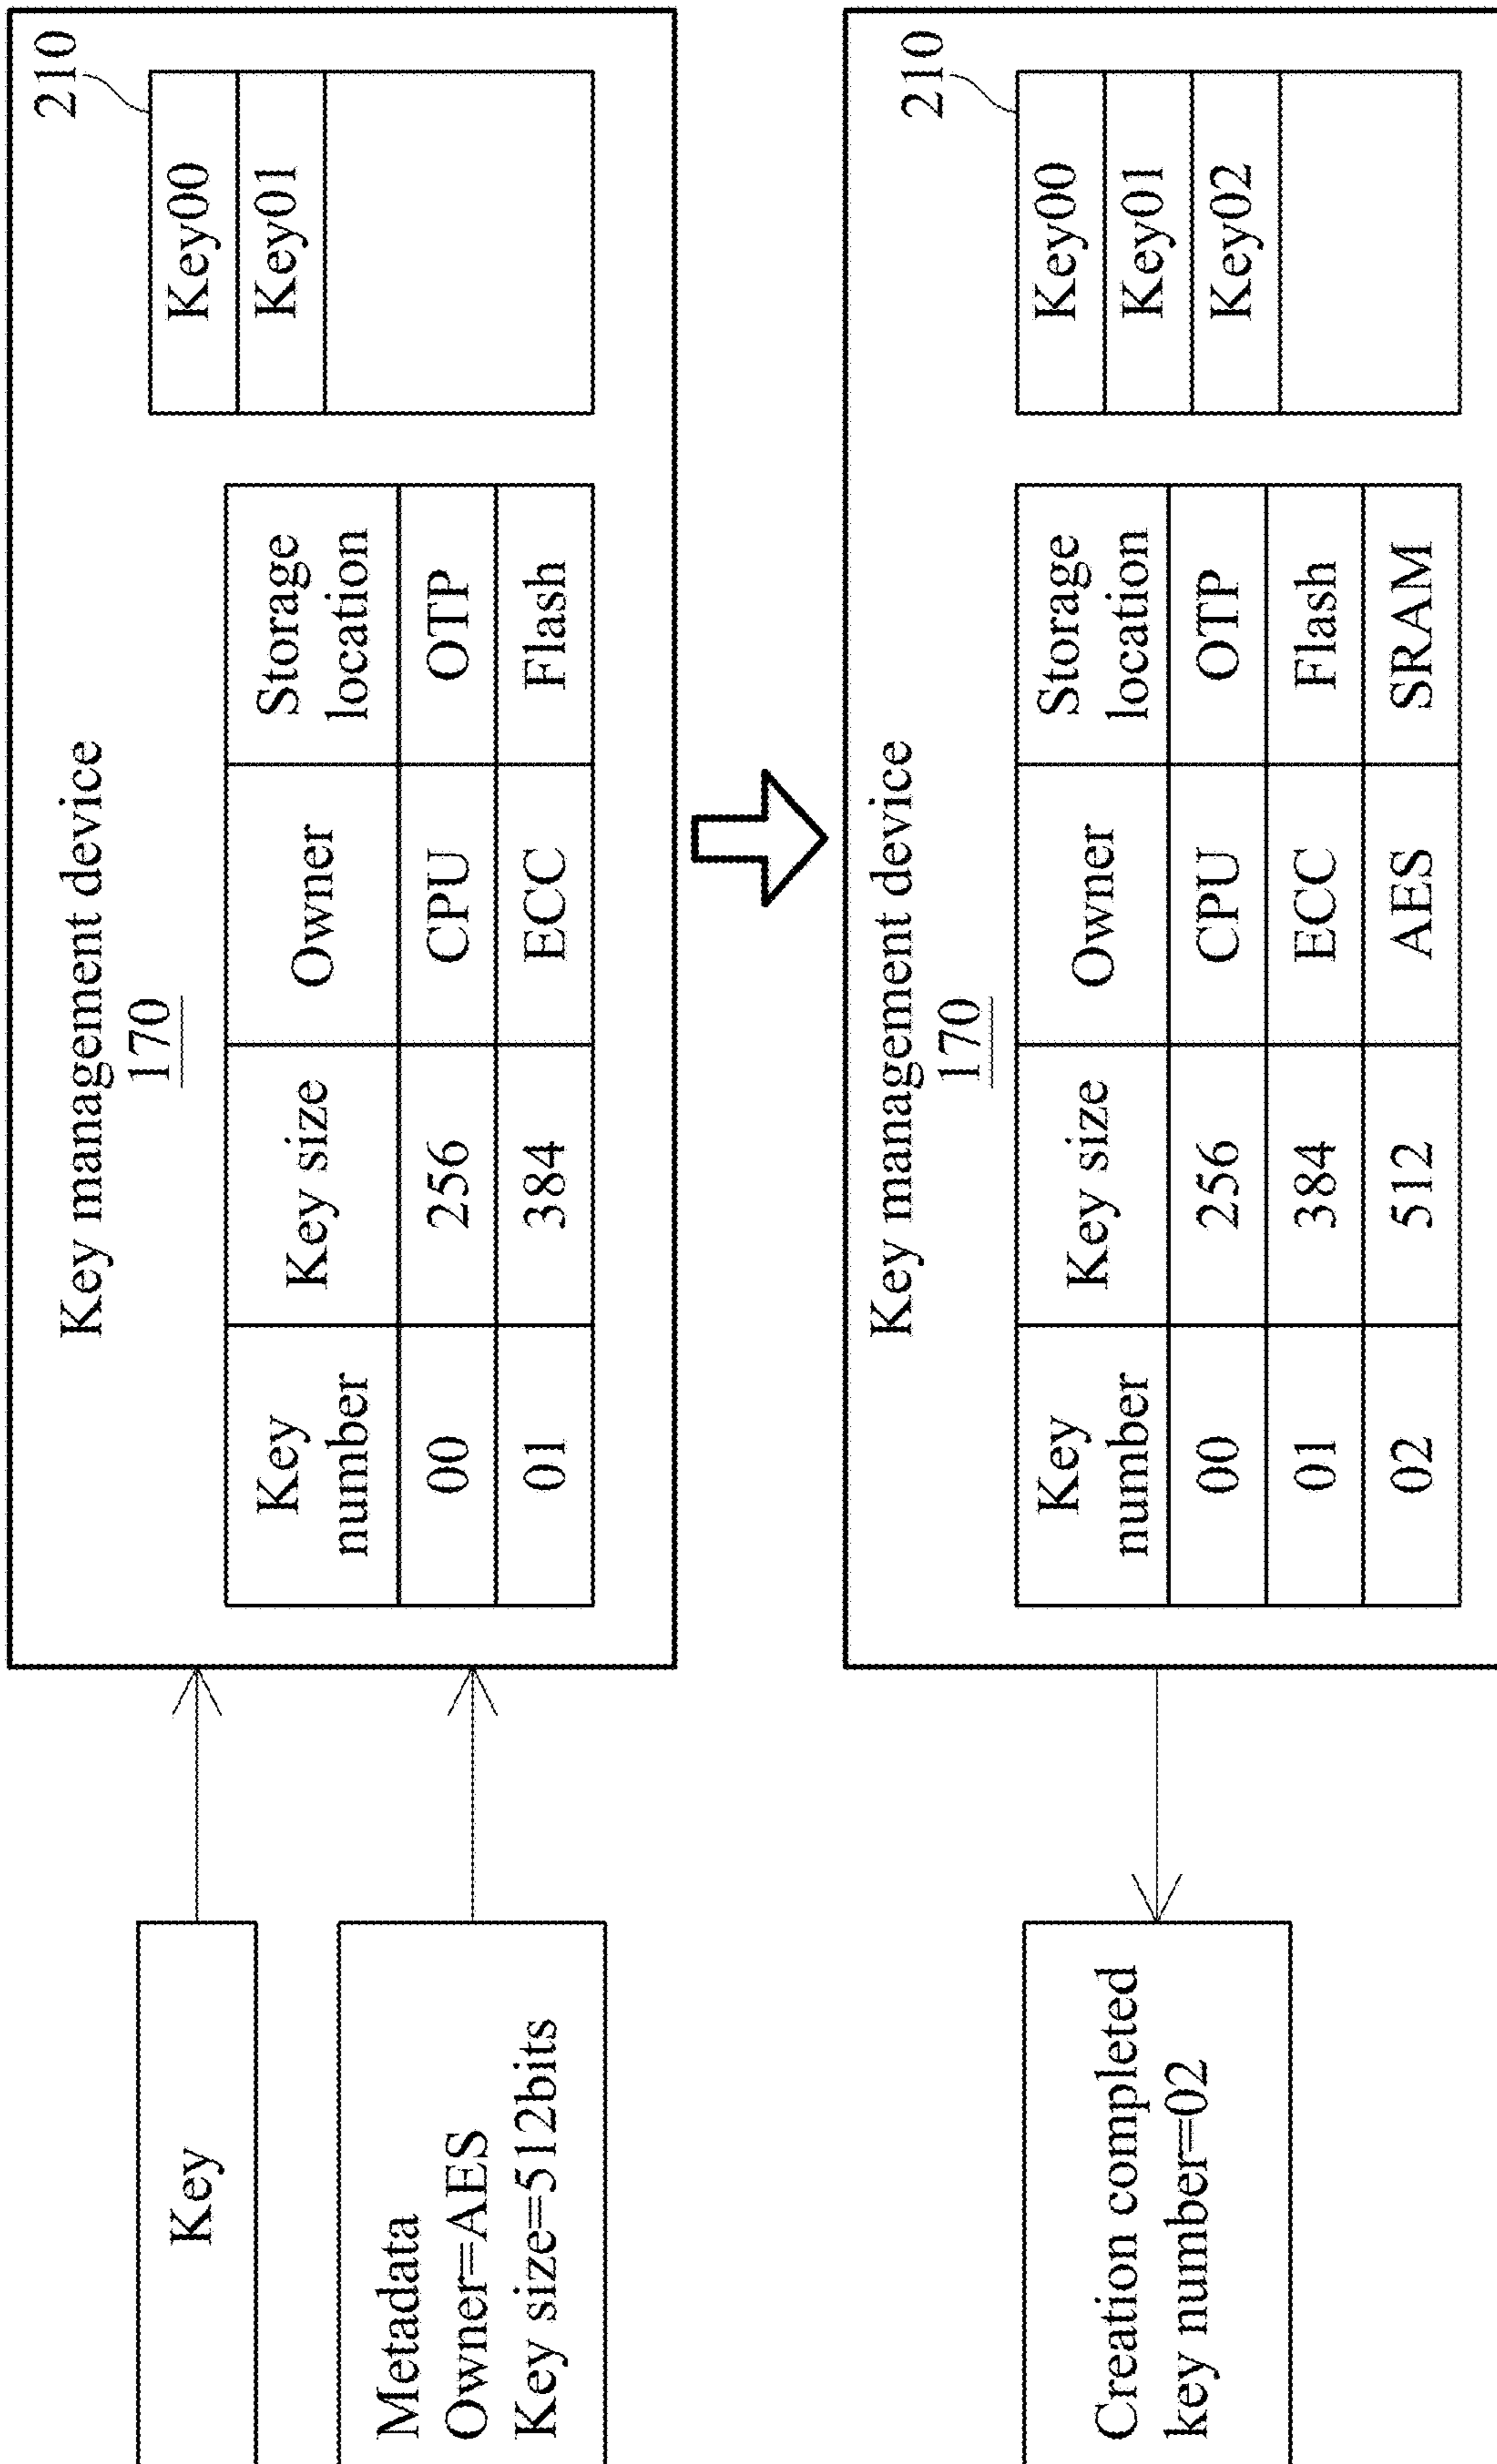 Key
Metadata
Owner=AES
Key size=512bits
Key management device
170
210
Key number
Key size
Owner
Storage location
00
256
CPU
OTP
01
384
ECC
Flash
Key00
Key01
Creation completed
key number=02
Key management device
170
210
Key number
Key size
Owner
Storage location
00
256
CPU
OTP
01
384
ECC
Flash
02
512
AES
SRAM
Key00
Key01
Key02